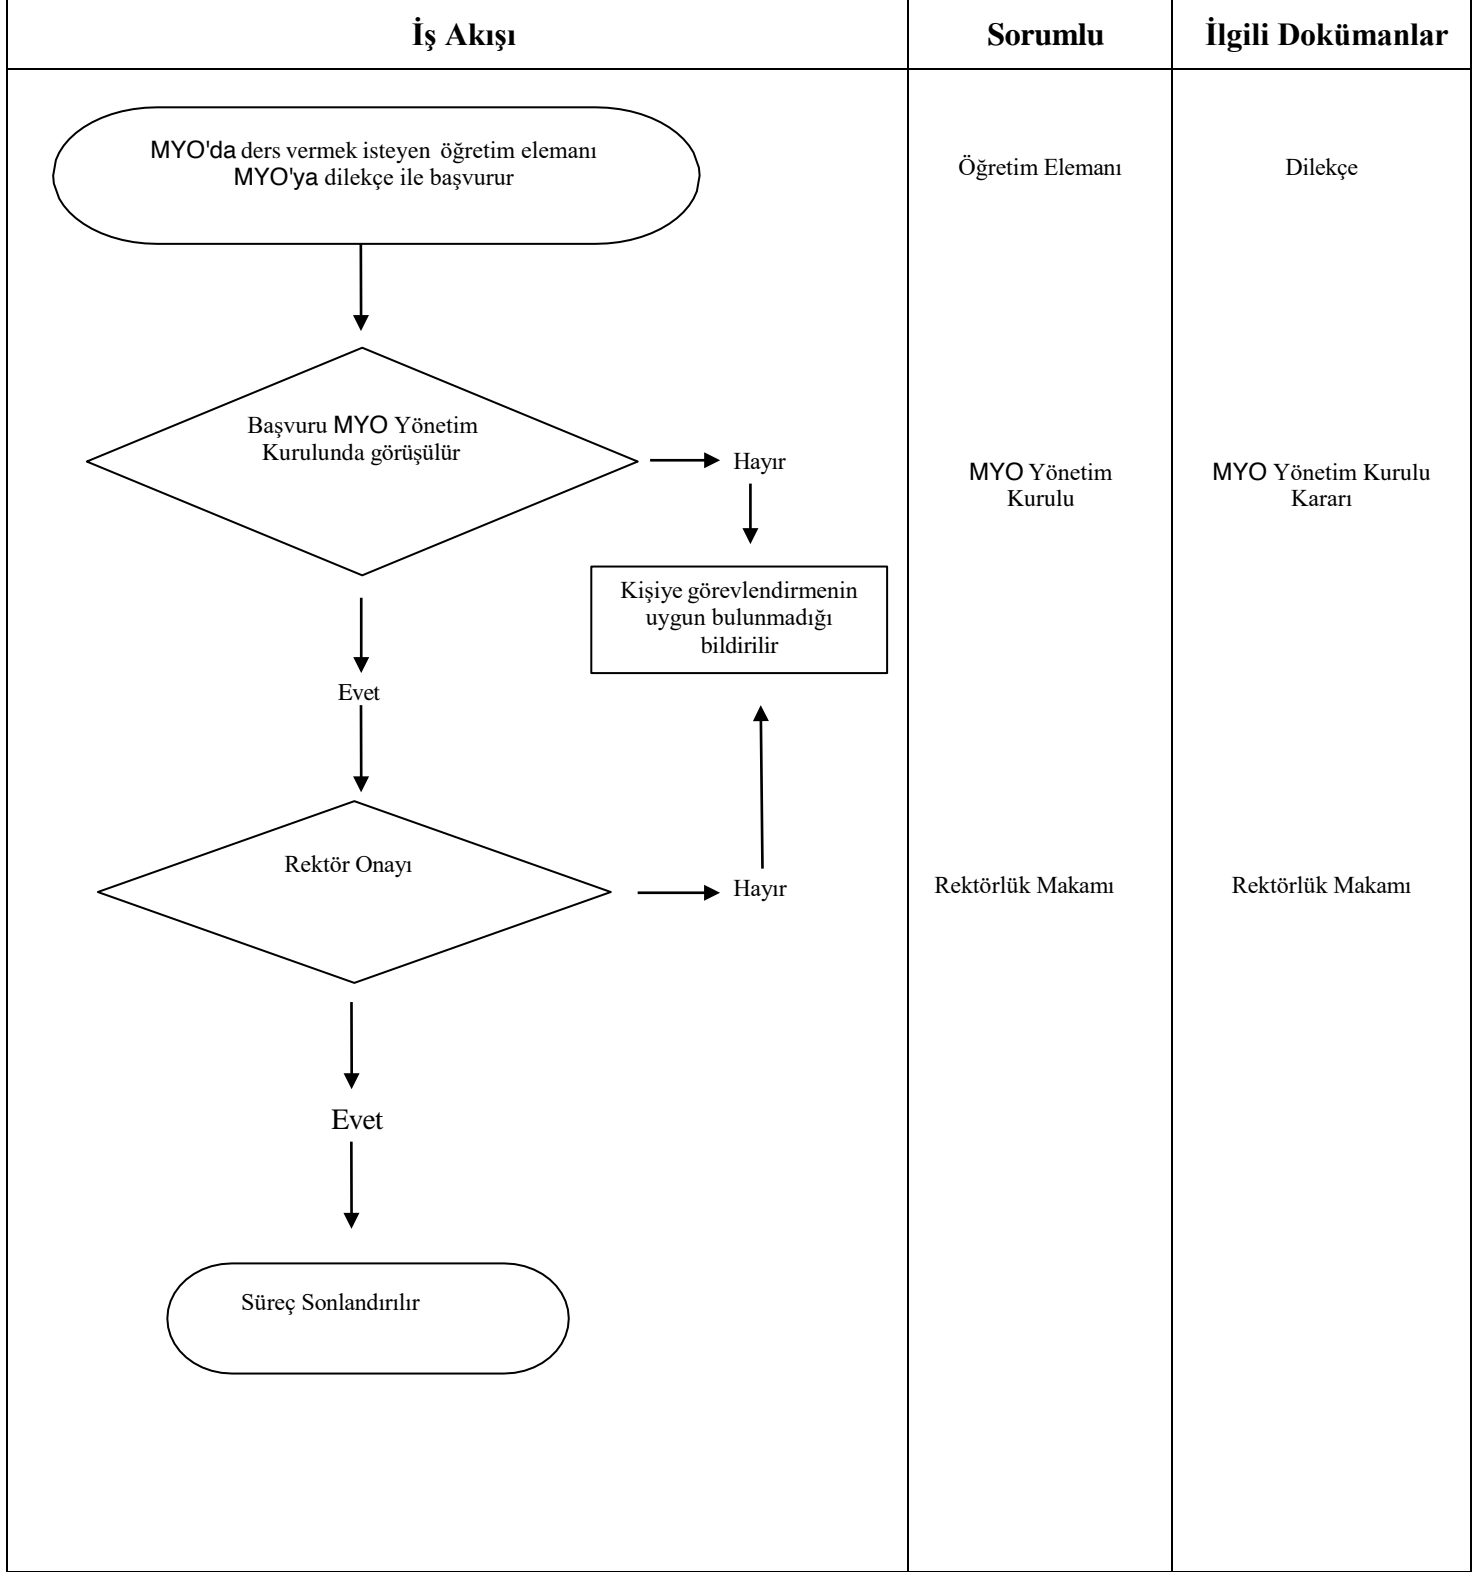 İş Akışı
Sorumlu
İlgili Dokümanlar
MYO'da ders vermek isteyen öğretim elemanı
MYO'ya dilekçe ile başvurur
Öğretim Elemanı
Dilekçe
Başvuru MYO Yönetim
Kurulunda görüşülür
Hayır
MYO Yönetim
Kurulu
MYO Yönetim Kurulu
Kararı
Kişiye görevlendirmenin
uygun bulunmadığı
bildirilir
Evet
Rektör Onayı
Hayır
Rektörlük Makamı
Rektörlük Makamı
Evet
Süreç Sonlandırılır